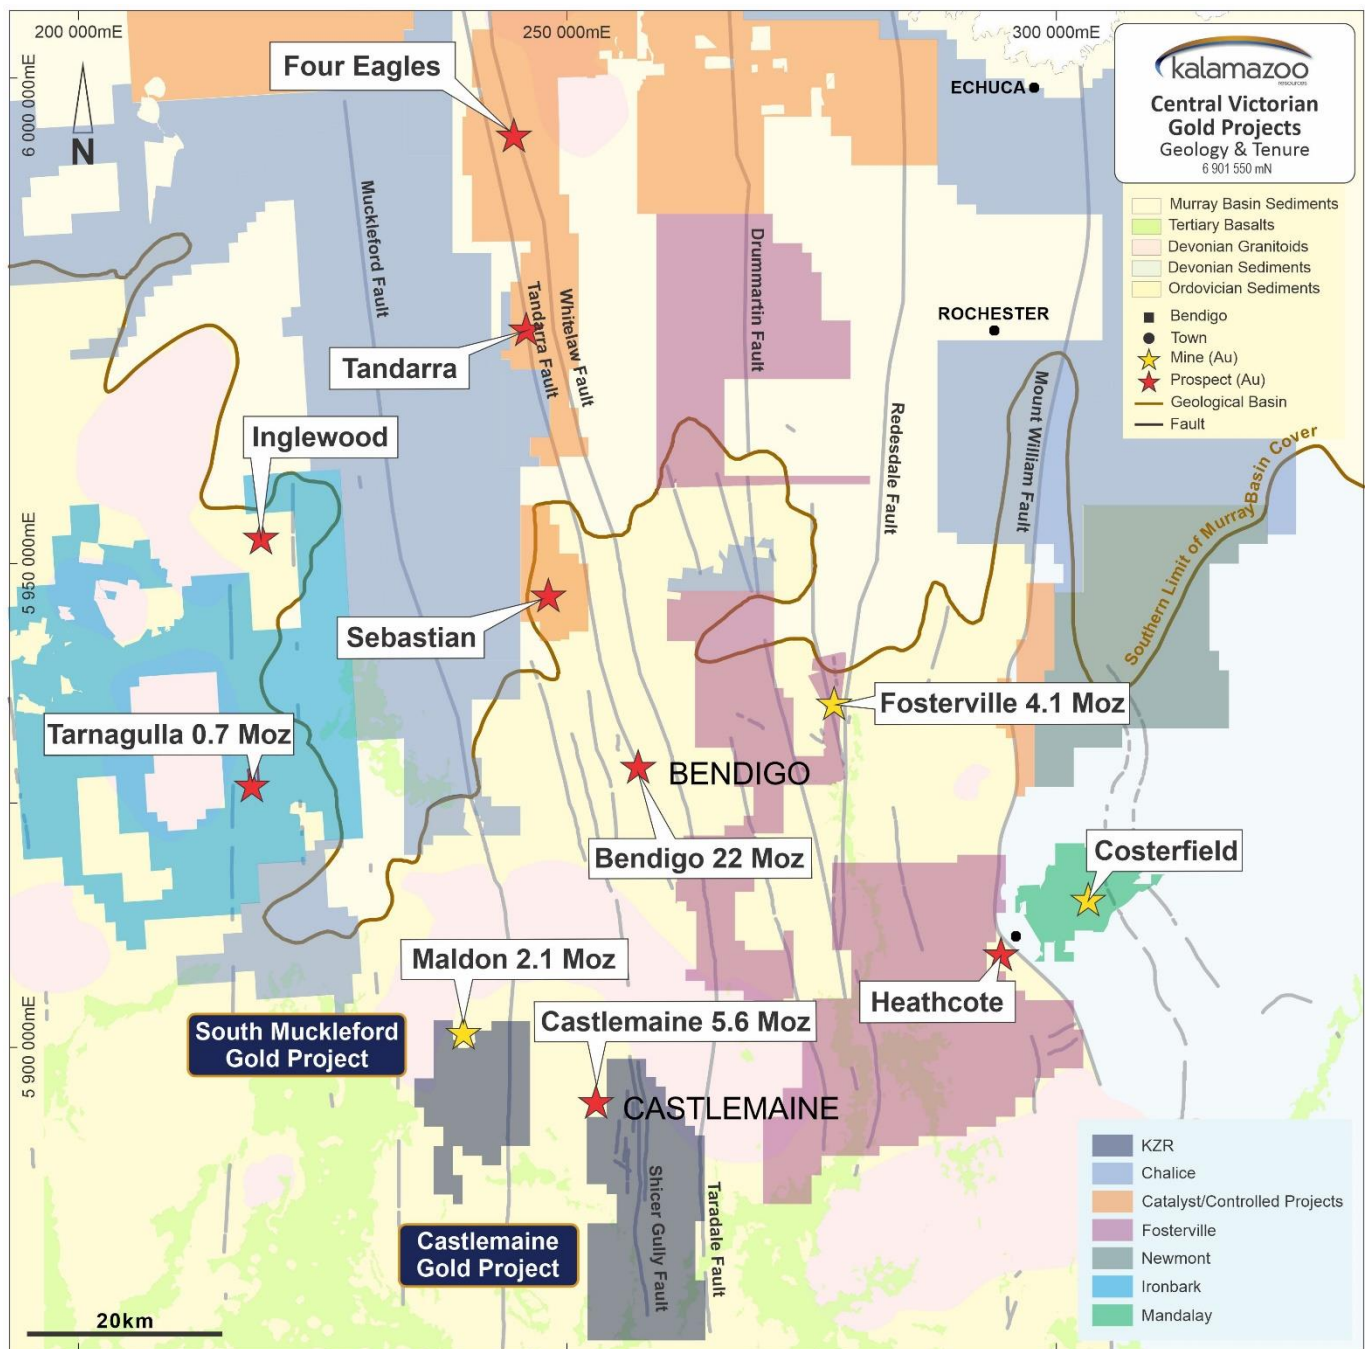 200 000mE
250 000mE
300 000mE
6 000 000mE
5 950 000mE
5 900 000mE
N
kalamazoo
resources
Central Victorian
Gold Projects
Geology & Tenure
6 901 550 mN
Murray Basin Sediments
Tertiary Basalts
Devonian Granitoids
Devonian Sediments
Ordovician Sediments
Bendigo
Town
Mine (Au)
Prospect (Au)
Geological Basin
Fault
Four Eagles
ECHUCA
Muckleford Fault
Tandarra Fault
Whitelaw Fault
Drummartin Fault
ROCHESTER
Tandarra
Redesdale Fault
Mount William Fault
Inglewood
Southern Limit of Murray Basin Cover
Sebastian
Fosterville 4.1 Moz
Tarnagulla 0.7 Moz
BENDIGO
Bendigo 22 Moz
Costerfield
Maldon 2.1 Moz
Heathcote
South Muckleford
Gold Project
Castlemaine 5.6 Moz
CASTLEMAINE
Shicer Gully Fault
Taradale Fault
Castlemaine
Gold Project
KZR
Chalice
Catalyst/Controlled Projects
Fosterville
Newmont
Ironbark
Mandalay
20km